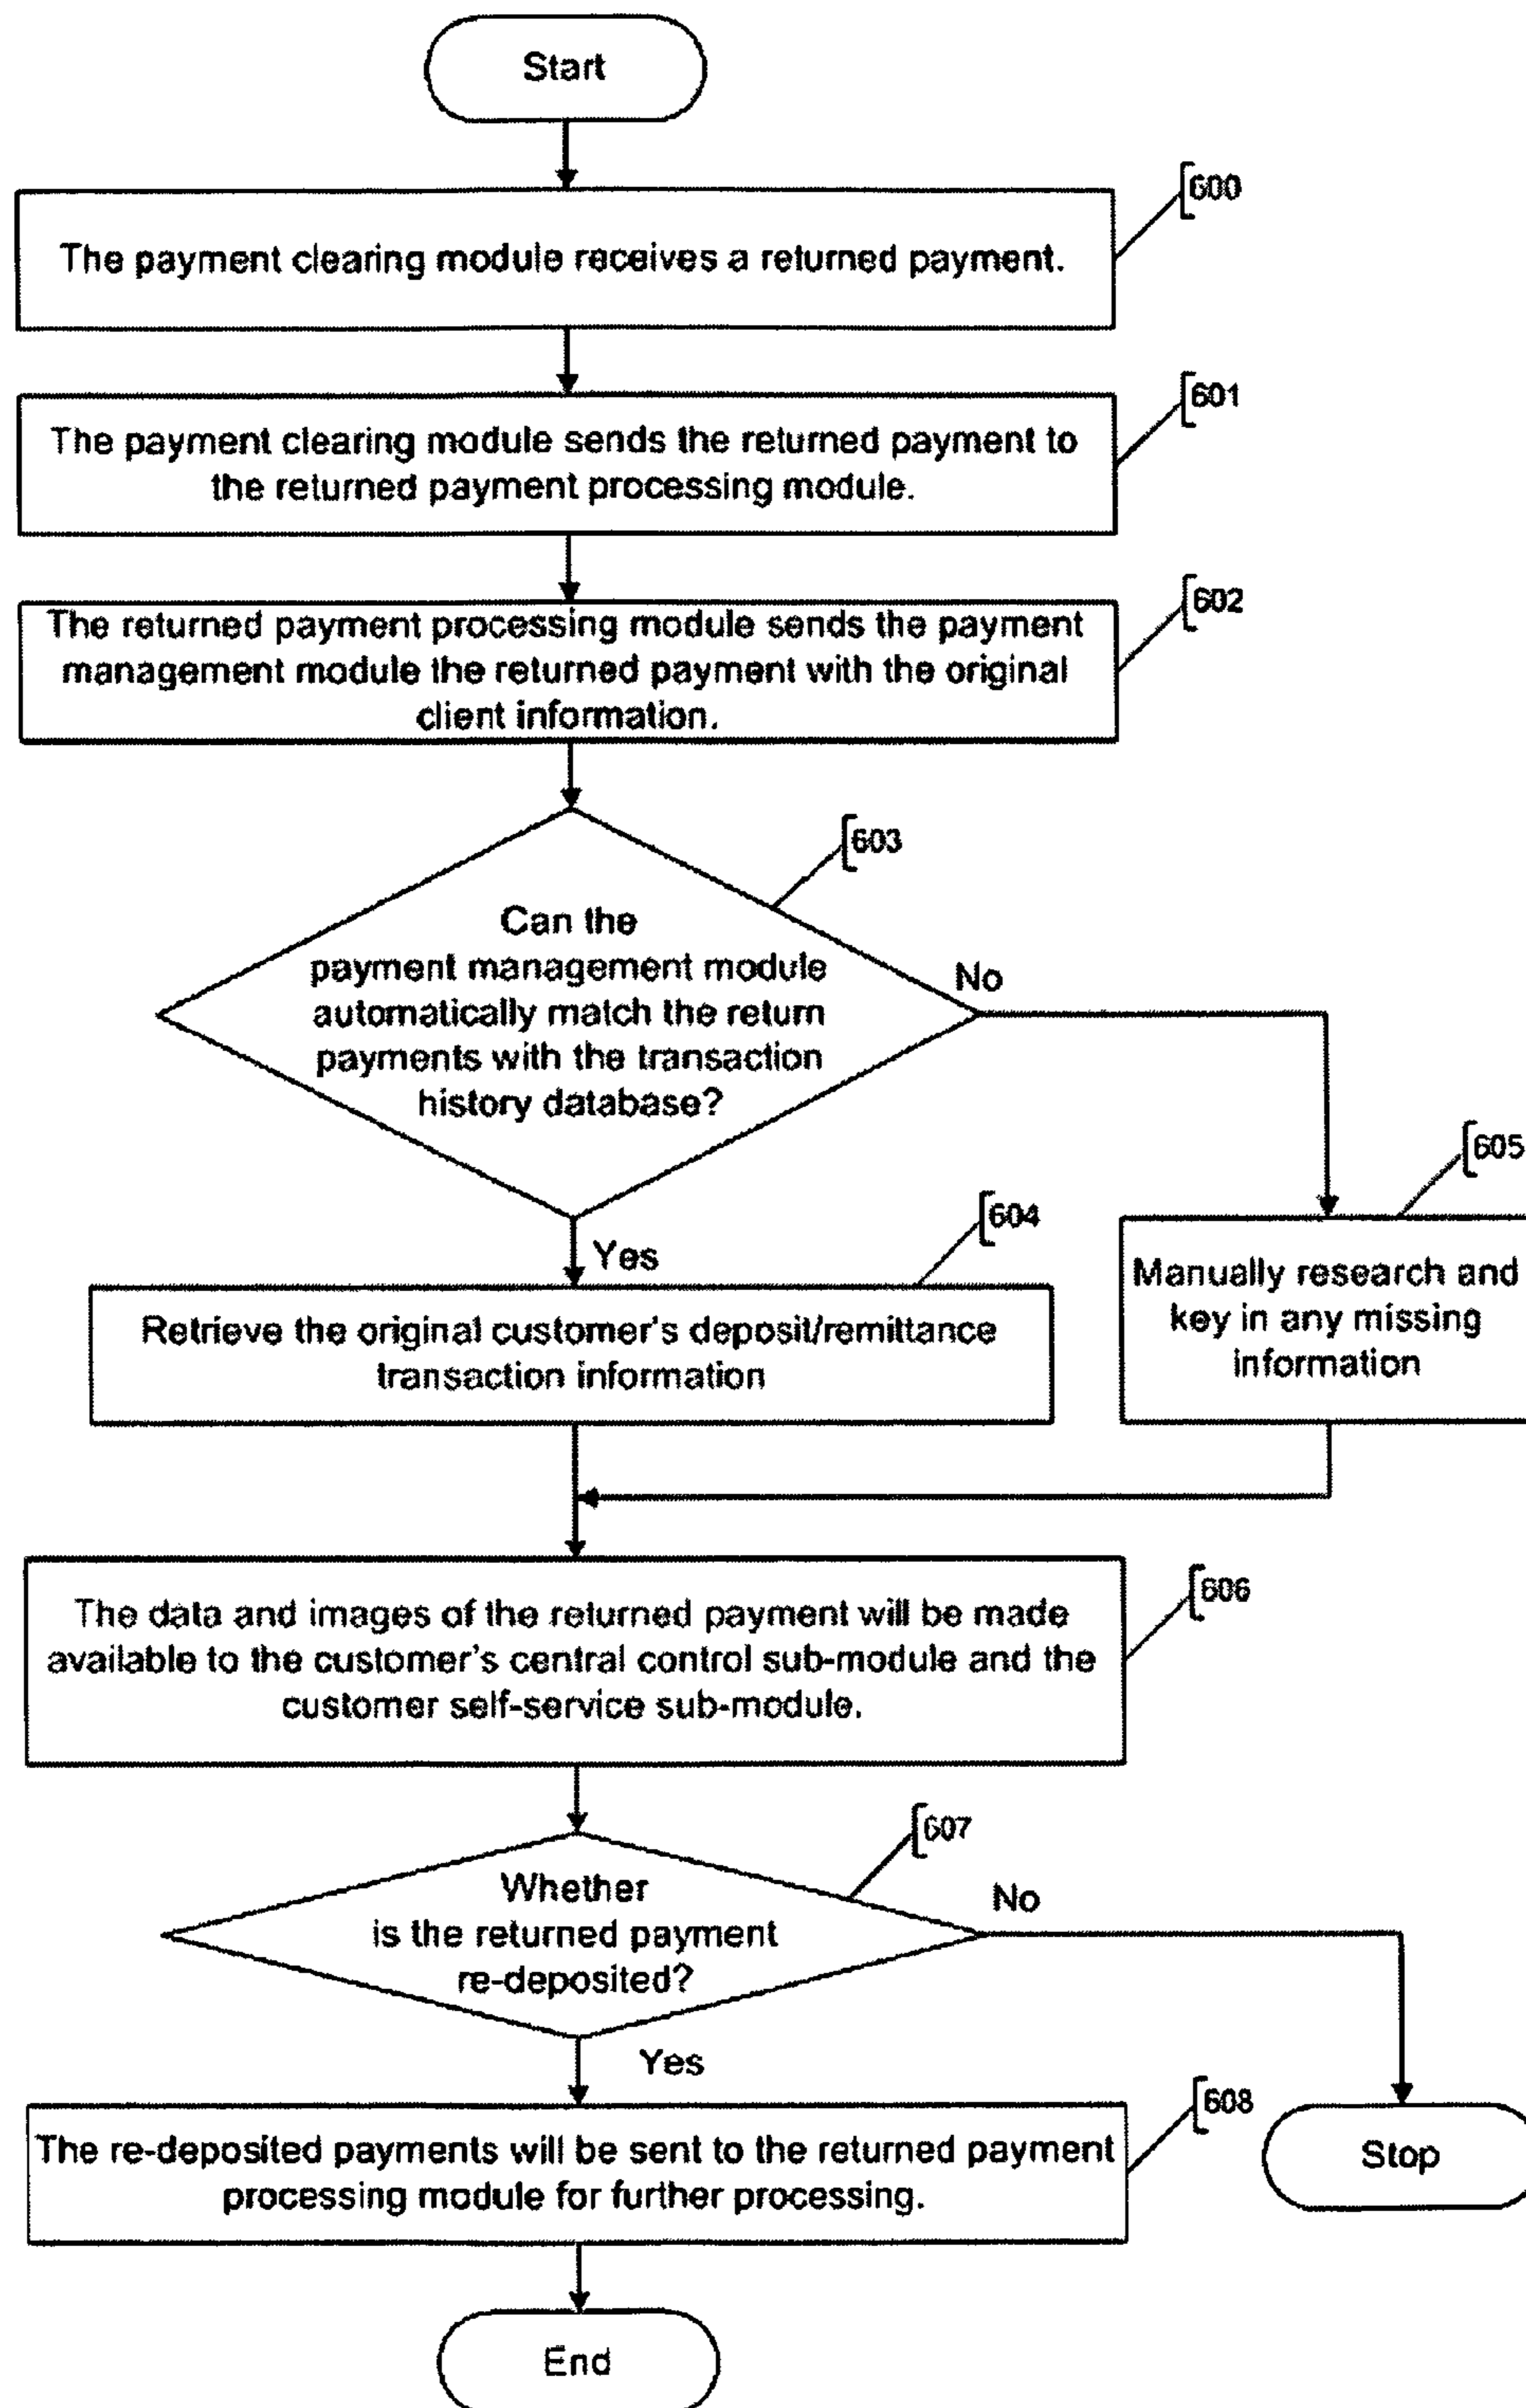 Start
600
The payment clearing module receives a returned payment.
601
The payment clearing module sends the returned payment to
the returned payment processing module.
602
The returned payment processing module sends the payment
management module the returned payment with the original
client information.
603
Can the
payment management module
automatically match the return
payments with the transaction
history database?
No
Yes
604
605
Retrieve the original customer's deposit/remittance
transaction information
Manually research and
key in any missing
information
606
The data and images of the returned payment will be made
available to the customer's central control sub-module and the
customer self-service sub-module.
607
Whether
is the returned payment
re-deposited?
No
Yes
608
The re-deposited payments will be sent to the returned payment
processing module for further processing.
Stop
End